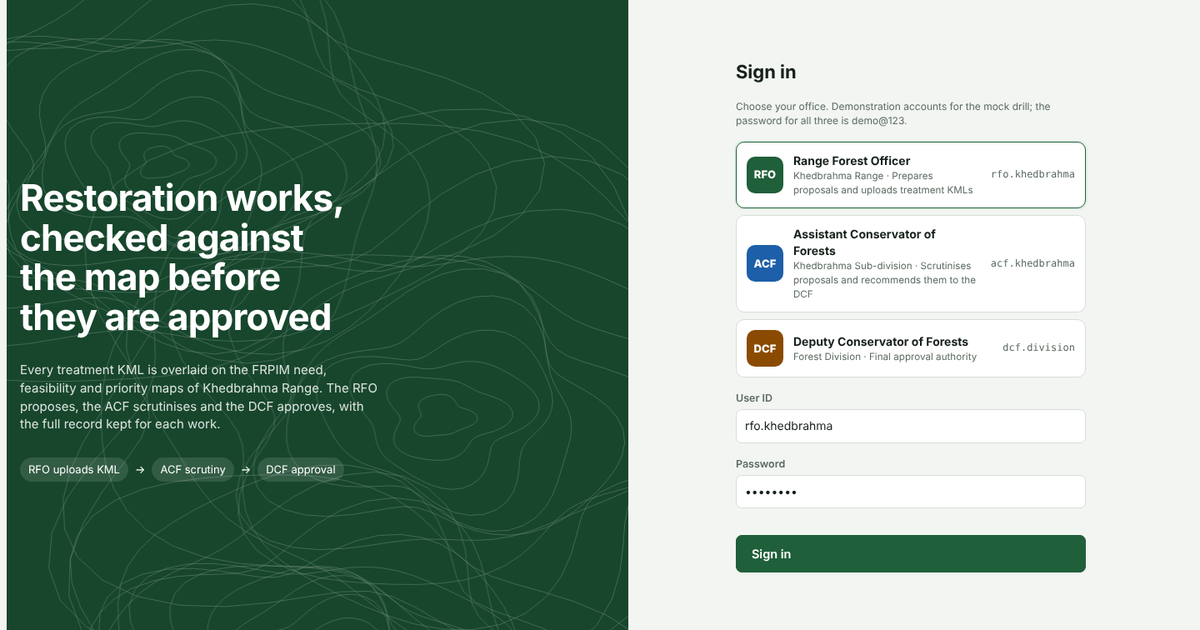 Restoration works,
checked against
the map before
they are approved
Every treatment KML is overlaid on the FRPIM need,
feasibility and priority maps of Khedbrahma Range. The RFO
proposes, the ACF scrutinises and the DCF approves, with
the full record kept for each work.
RFO uploads KML → ACF scrutiny → DCF approval
Sign in
Choose your office. Demonstration accounts for the mock drill; the
password for all three is demo@123.
RFO
Range Forest Officer
Khedbrahma Range · Prepares
proposals and uploads treatment KMLs
rfo.khedbrahma
ACF
Assistant Conservator of
Forests
Khedbrahma Sub-division · Scrutinises
proposals and recommends them to the
DCF
acf.khedbrahma
DCF
Deputy Conservator of Forests
Forest Division · Final approval authority
dcf.division
User ID
rfo.khedbrahma
Password
••••••••
Sign in